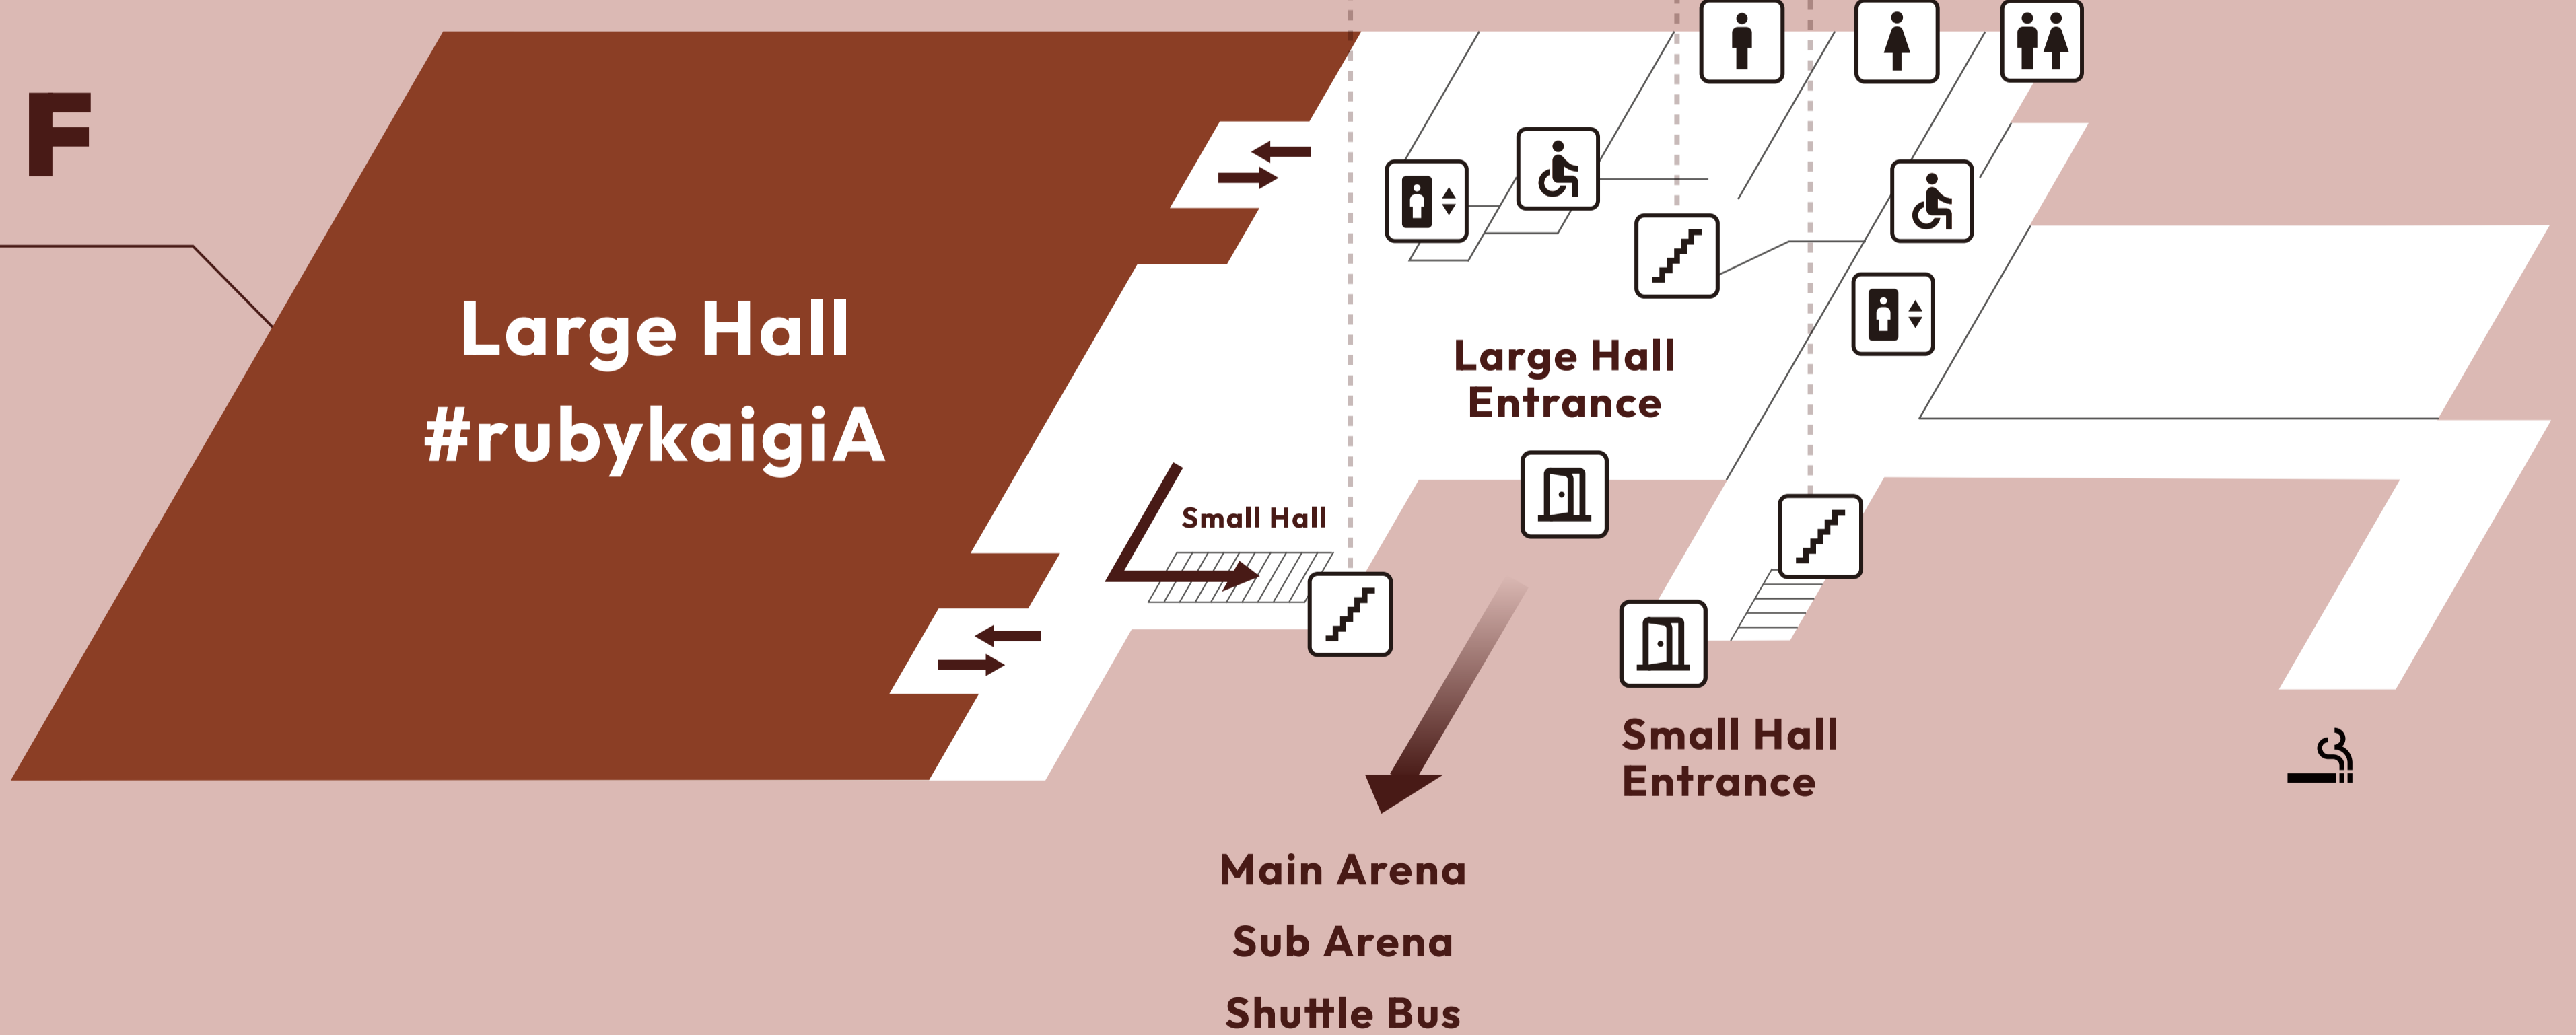 F
Large Hall
#rubykaigiA
Large Hall
Entrance
Small Hall
Small Hall
Entrance
Main Arena
Sub Arena
Shuttle Bus